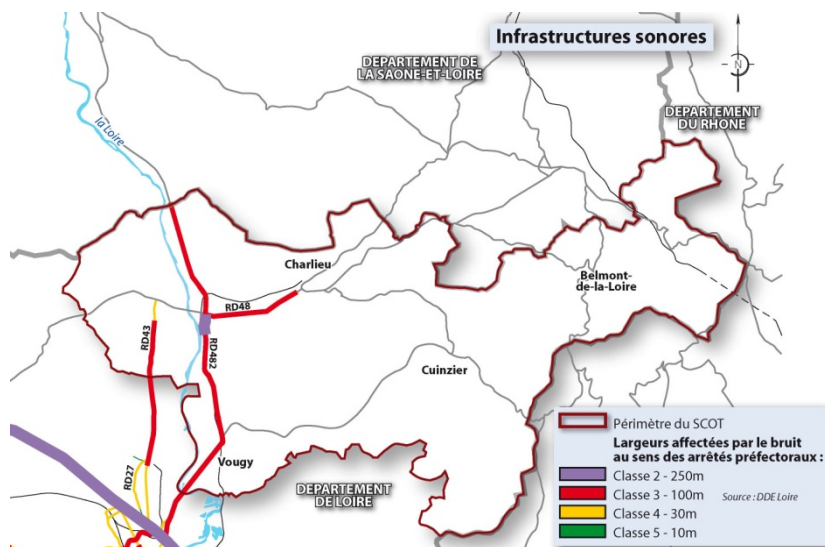 Infrastructures sonores
DEPARTEMENT DE
LA SAONE-ET-LOIRE
N
DEPARTEMENT
DU RHONE
la Loire
Charlieu
Belmont-
de-la-Loire
RD48
RD43
RD482
Cuinzier
Vougy
RD27
DEPARTEMENT
DE LOIRE
Périmètre du SCOT
Largeurs affectées par le bruit
au sens des arrêtés préfectoraux :
Classe 2 - 250m
Classe 3 - 100m
Classe 4 - 30m
Classe 5 - 10m
Source : DDE Loire